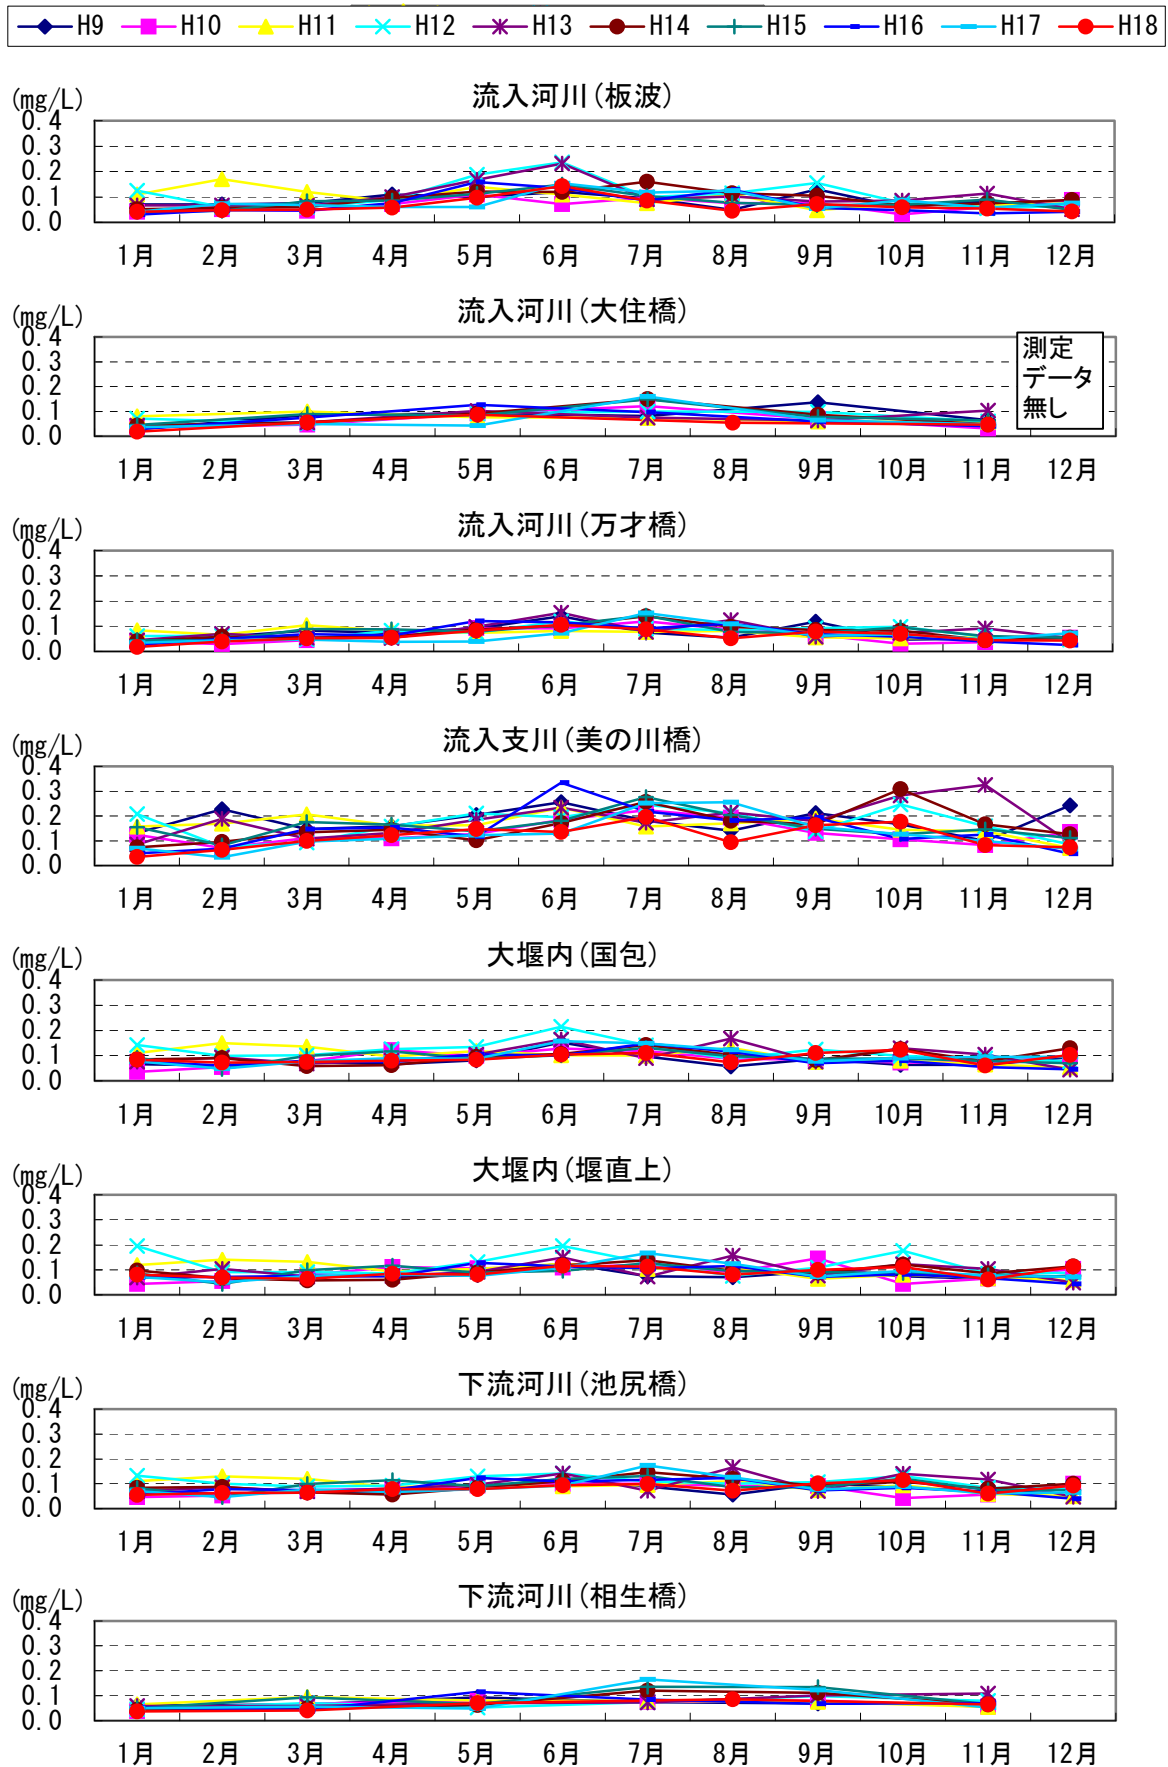 H9 H10 H11 H12 H13 H14 H15 H16 H17 H18
(mg/L)
流入河川(板波)
0.4
0.3
0.2
0.1
0.0
1月 2月 3月 4月 5月 6月 7月 8月 9月 10月 11月 12月
(mg/L)
流入河川(大住橋)
0.4
0.3
0.2
0.1
0.0
測定
データ
無し
1月 2月 3月 4月 5月 6月 7月 8月 9月 10月 11月 12月
(mg/L)
流入河川(万才橋)
0.4
0.3
0.2
0.1
0.0
1月 2月 3月 4月 5月 6月 7月 8月 9月 10月 11月 12月
(mg/L)
流入支川(美の川橋)
0.4
0.3
0.2
0.1
0.0
1月 2月 3月 4月 5月 6月 7月 8月 9月 10月 11月 12月
(mg/L)
大堰内(国包)
0.4
0.3
0.2
0.1
0.0
1月 2月 3月 4月 5月 6月 7月 8月 9月 10月 11月 12月
(mg/L)
大堰内(堰直上)
0.4
0.3
0.2
0.1
0.0
1月 2月 3月 4月 5月 6月 7月 8月 9月 10月 11月 12月
(mg/L)
下流河川(池尻橋)
0.4
0.3
0.2
0.1
0.0
1月 2月 3月 4月 5月 6月 7月 8月 9月 10月 11月 12月
(mg/L)
下流河川(相生橋)
0.4
0.3
0.2
0.1
0.0
1月 2月 3月 4月 5月 6月 7月 8月 9月 10月 11月 12月